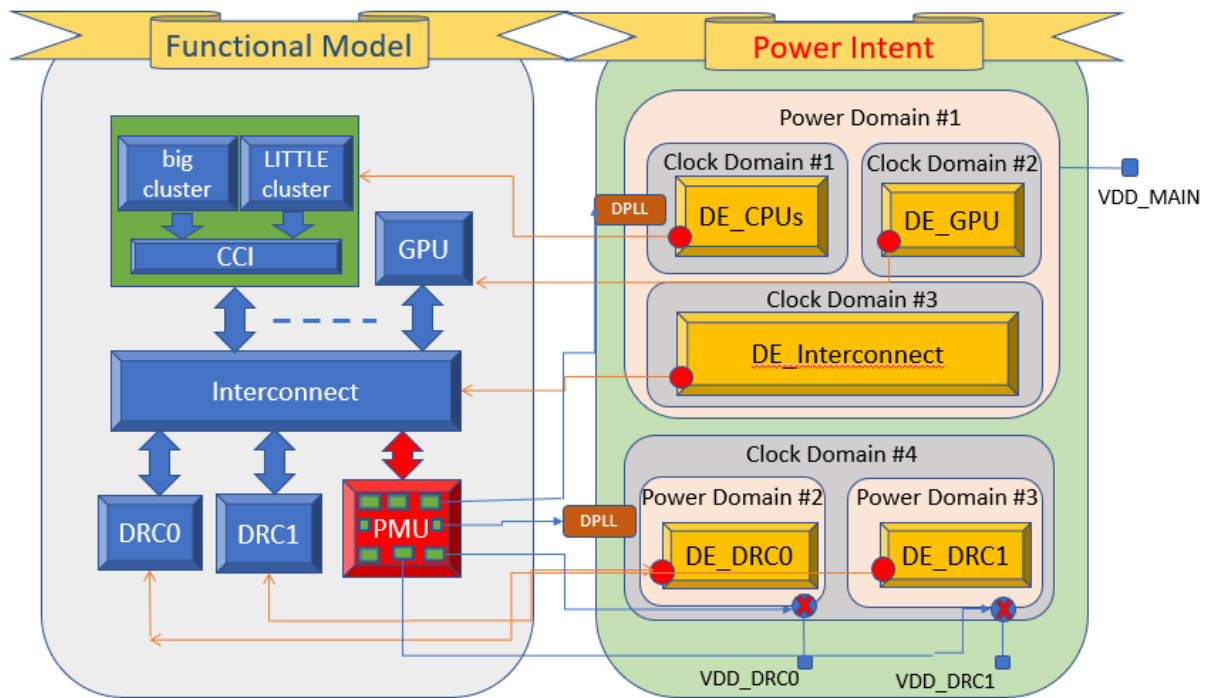 Functional Model
Power Intent
big
cluster
LITTLE
cluster
CCI
GPU
Interconnect
DRC0
DRC1
PMU
Power Domain #1
Clock Domain #1
DPLL
DE_CPUs
Clock Domain #2
DE_GPU
VDD_MAIN
Clock Domain #3
DE_Interconnect
Clock Domain #4
DPLL
Power Domain #2
DE_DRC0
Power Domain #3
DE_DRC1
VDD_DRC0
VDD_DRC1